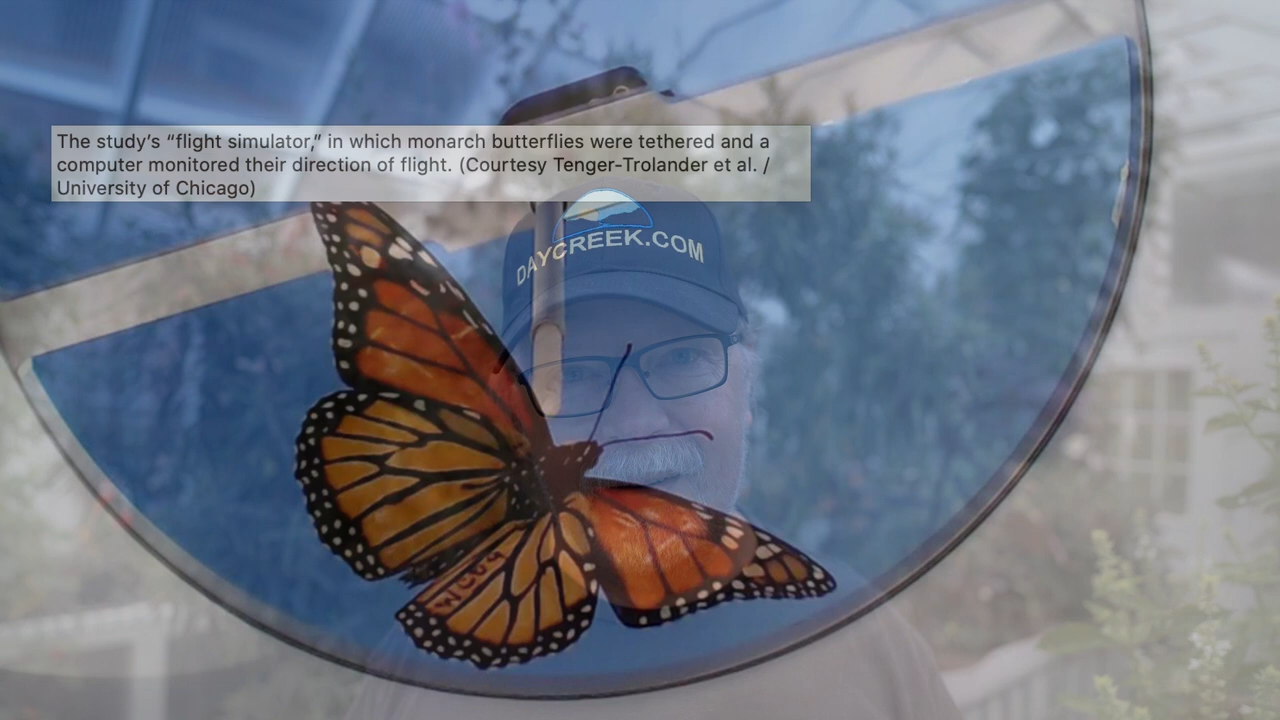 The study's “flight simulator,” in which monarch butterflies were tethered and a
computer monitored their direction of flight. (Courtesy Tenger-Trolander et al. /
University of Chicago)
DAYCREEK.COM